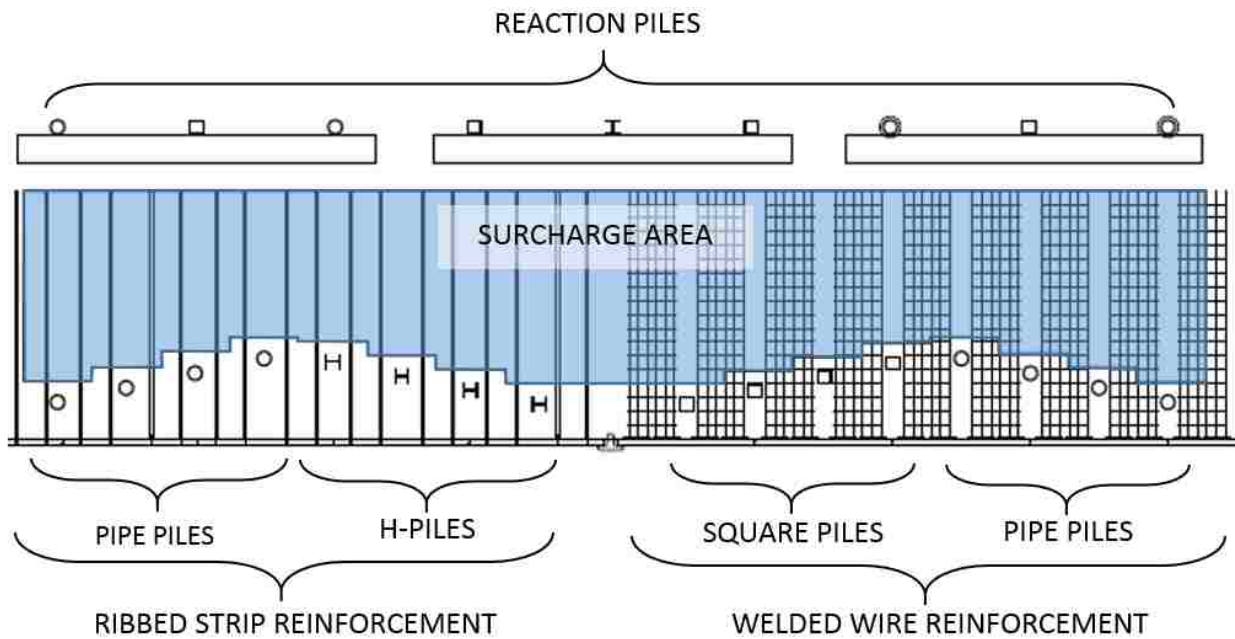 REACTION PILES
SURCHARGE AREA
PIPE PILES
H-PILES
SQUARE PILES
PIPE PILES
RIBBED STRIP REINFORCEMENT
WELDED WIRE REINFORCEMENT